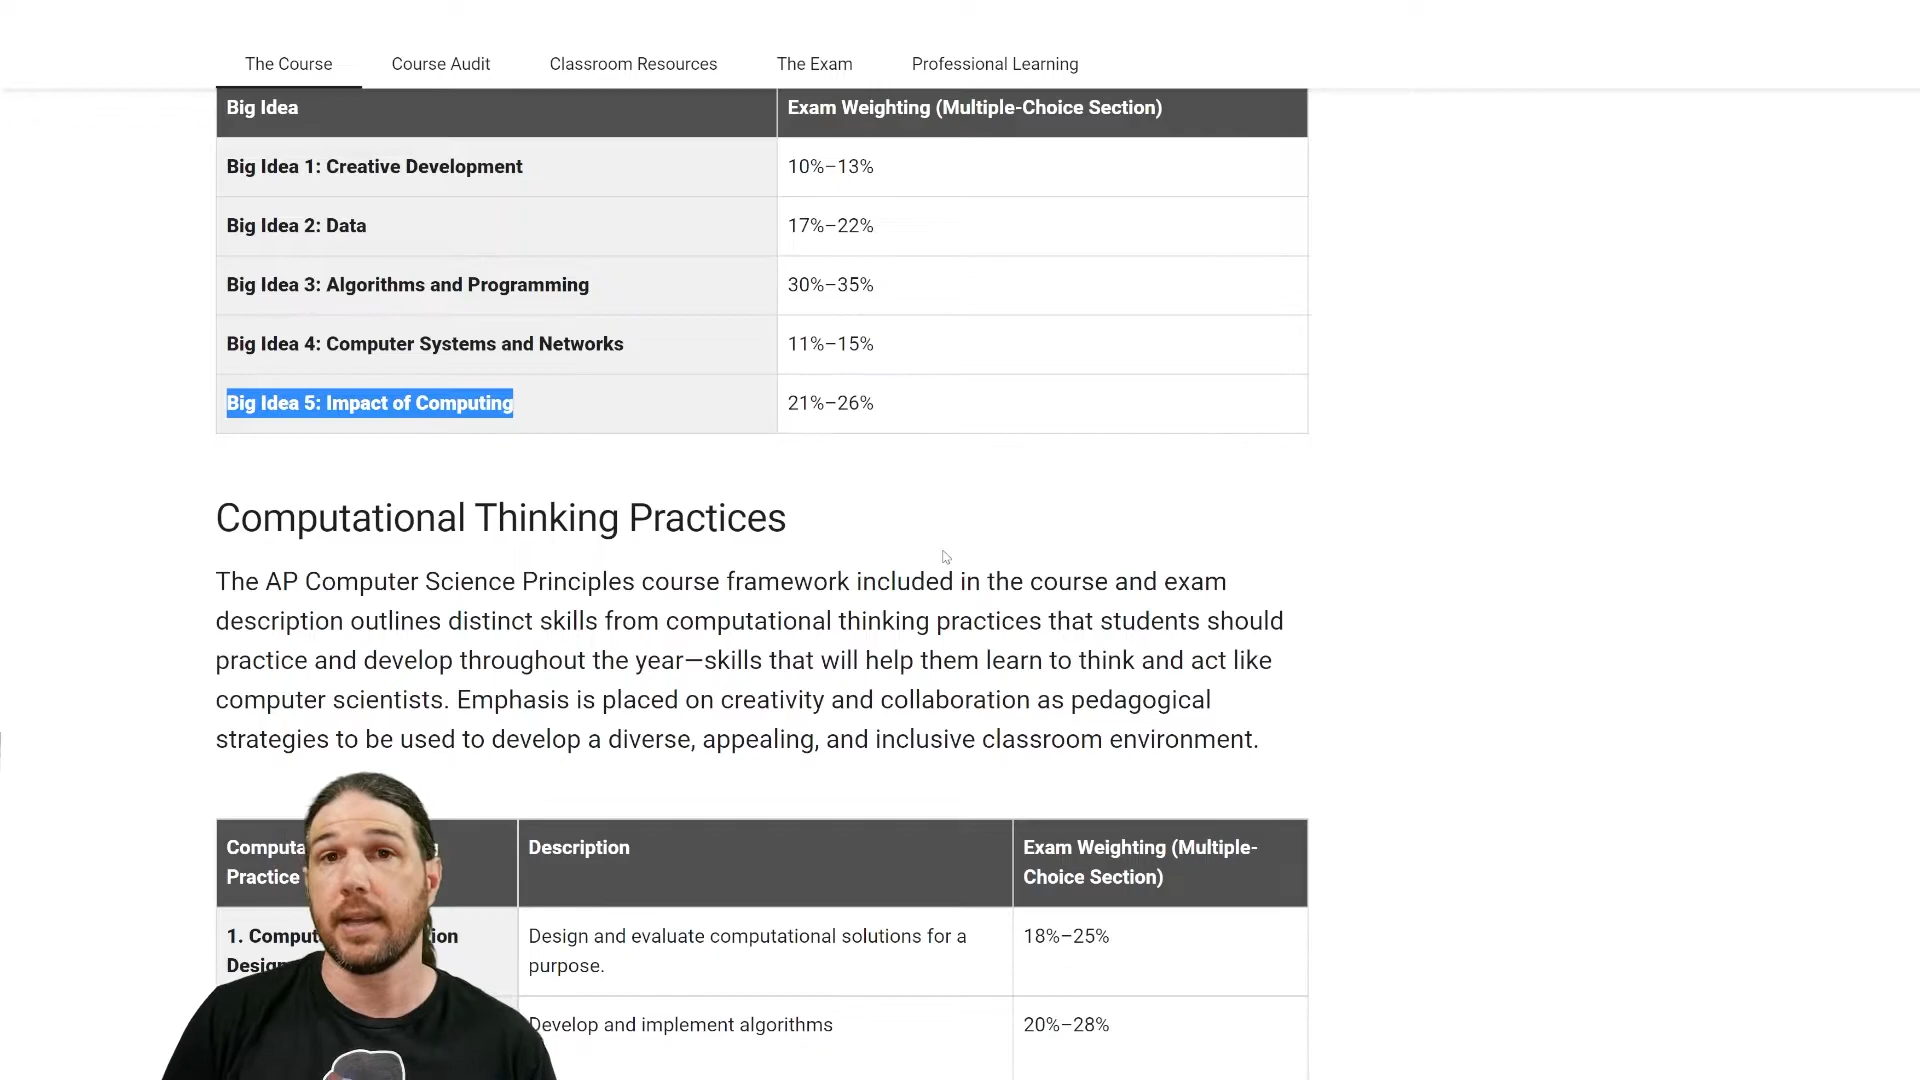 The Course Course Audit Classroom Resources The Exam Professional Learning
Big Idea Exam Weighting (Multiple-Choice Section)
Big Idea 1: Creative Development 10%–13%
Big Idea 2: Data 17%–22%
Big Idea 3: Algorithms and Programming 30%–35%
Big Idea 4: Computer Systems and Networks 11%–15%
Big Idea 5: Impact of Computing 21%–26%
Computational Thinking Practices
The AP Computer Science Principles course framework included in the course and exam
description outlines distinct skills from computational thinking practices that students should
practice and develop throughout the year—skills that will help them learn to think and act like
computer scientists. Emphasis is placed on creativity and collaboration as pedagogical
strategies to be used to develop a diverse, appealing, and inclusive classroom environment.
Description Exam Weighting (Multiple-
Practice Choice Section)
1. Design and evaluate computational solutions for a 18%–25%
purpose.
Develop and implement algorithms 20%–28%